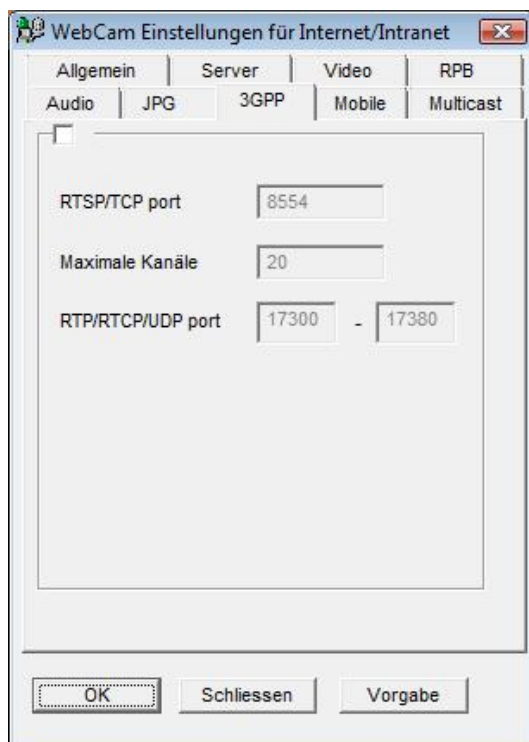 WebCam Einstellungen für Internet/Intranet
Allgemein Server Video RPB
Audio JPG 3GPP Mobile Multicast
RTSP/TCP port 8554
Maximale Kanäle 20
RTP/RTCP/UDP port 17300 - 17380
OK Schliessen Vorgabe